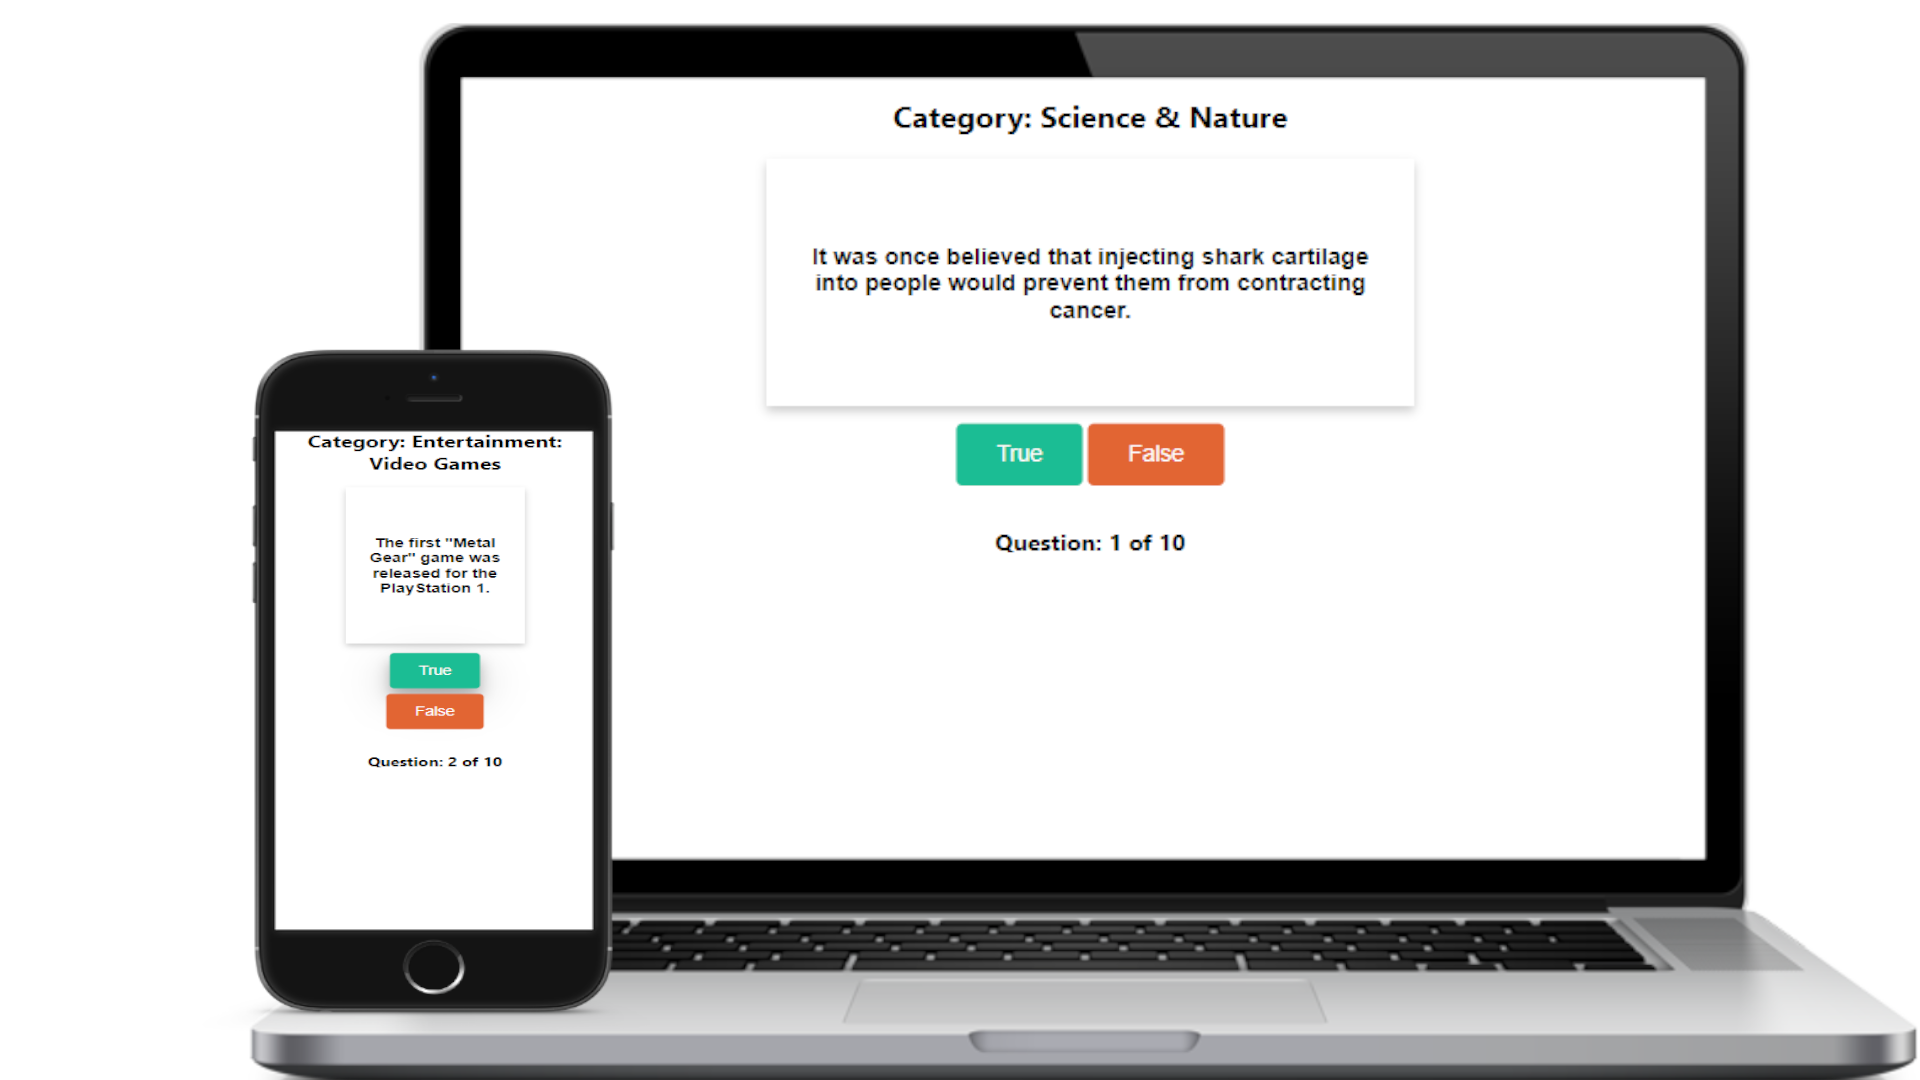 Category: Science & Nature
It was once believed that injecting shark cartilage
into people would prevent them from contracting
cancer.
True False
Question: 1 of 10
Category: Entertainment:
Video Games
The first "Metal
Gear" game was
released for the
PlayStation 1.
True
False
Question: 2 of 10